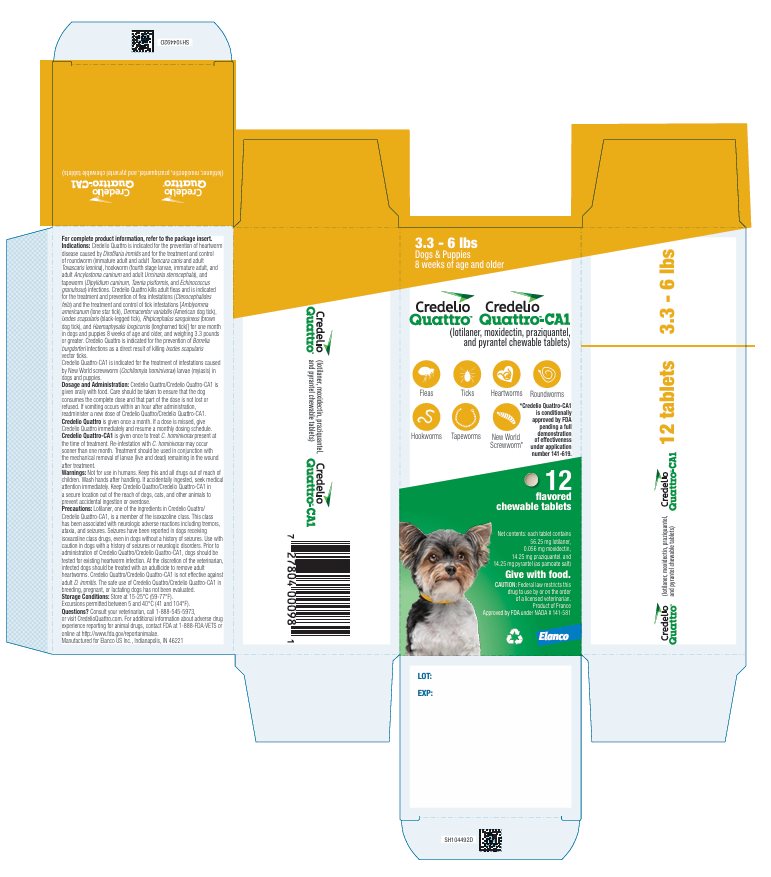 SH104492D
Credelio Quattro Credelio Quattro-CA1
(lotilaner, moxidectin, praziquantel, and pyrantel chewable tablets)
For complete product information, refer to the package insert.
Indications: Credelio Quattro is indicated for the prevention of heartworm
disease caused by Dirofilaria immitis and for the treatment and control
of roundworm (immature adult and adult Toxocara canis and adult
Toxascaris leonina), hookworm (fourth stage larvae, immature adult, and
adult Ancylostoma caninum and adult Uncinaria stenocephala), and
tapeworm (Dipylidium caninum, Taenia pisiformis, and Echinococcus
granulosus) infections. Credelio Quattro kills adult fleas and is indicated
for the treatment and prevention of flea infestations (Ctenocephalides
felis) and the treatment and control of tick infestations [Amblyomma
americanum (lone star tick), Dermacentor variabilis (American dog tick),
Ixodes scapularis (black-legged tick), Rhipicephalus sanguineus (brown
dog tick), and Haemaphysalis longicornis (longhorned tick)] for one month
in dogs and puppies 8 weeks of age and older, and weighing 3.3 pounds
or greater. Credelio Quattro is indicated for the prevention of Borrelia
burgdorferi infections as a direct result of killing Ixodes scapularis
vector ticks.
Credelio Quattro-CA1 is indicated for the treatment of infestations caused
by New World screwworm (Cochliomyia hominivorax) larvae (myiasis) in
dogs and puppies.
Dosage and Administration: Credelio Quattro/Credelio Quattro-CA1 is
given orally with food. Care should be taken to ensure that the dog
consumes the complete dose and that part of the dose is not lost or
refused. If vomiting occurs within an hour after administration,
readminister a new dose of Credelio Quattro/Credelio Quattro-CA1.
Credelio Quattro is given once a month. If a dose is missed, give
Credelio Quattro immediately and resume a monthly dosing schedule.
Credelio Quattro-CA1 is given once to treat C. hominivorax present at
the time of treatment. Re-infestation with C. hominivorax may occur
sooner than one month. Treatment should be used in conjunction with
the mechanical removal of larvae (live and dead) remaining in the wound
after treatment.
Warnings: Not for use in humans. Keep this and all drugs out of reach of
children. Wash hands after handling. If accidentally ingested, seek medical
attention immediately. Keep Credelio Quattro/Credelio Quattro-CA1 in
a secure location out of the reach of dogs, cats, and other animals to
prevent accidental ingestion or overdose.
Precautions: Lotilaner, one of the ingredients in Credelio Quattro/
Credelio Quattro-CA1, is a member of the isoxazoline class. This class
has been associated with neurologic adverse reactions including tremors,
ataxia, and seizures. Seizures have been reported in dogs receiving
isoxazoline class drugs, even in dogs without a history of seizures. Use with
caution in dogs with a history of seizures or neurologic disorders. Prior to
administration of Credelio Quattro/Credelio Quattro-CA1, dogs should be
tested for existing heartworm infection. At the discretion of the veterinarian,
infected dogs should be treated with an adulticide to remove adult
heartworms. Credelio Quattro/Credelio Quattro-CA1 is not effective against
adult D. immitis. The safe use of Credelio Quattro/Credelio Quattro-CA1 in
breeding, pregnant, or lactating dogs has not been evaluated.
Storage Conditions: Store at 15-25°C (59-77°F).
Excursions permitted between 5 and 40°C (41 and 104°F).
Questions? Consult your veterinarian, call 1-888-545-5973,
or visit CredelioQuattro.com. For additional information about adverse drug
experience reporting for animal drugs, contact FDA at 1-888-FDA-VETS or
online at http://www.fda.gov/reportanimalae.
Manufactured for Elanco US Inc., Indianapolis, IN 46221
Credelio Quattro
(lotilaner, moxidectin, praziquantel,
and pyrantel chewable tablets)
Credelio Quattro-CA1
7 27804 00078 1
3.3 - 6 lbs
Dogs & Puppies
8 weeks of age and older
Credelio Quattro Credelio Quattro-CA1
(lotilaner, moxidectin, praziquantel,
and pyrantel chewable tablets)
Fleas Ticks Heartworms Roundworms
Hookworms Tapeworms New World
Screwworm*
*Credelio Quattro-CA1
is conditionally
approved by FDA
pending a full
demonstration
of effectiveness
under application
number 141-619.
12
flavored
chewable tablets
Net contents: each tablet contains
56.25 mg lotilaner,
0.056 mg moxidectin,
14.25 mg praziquantel, and
14.25 mg pyrantel (as pamoate salt)
Give with food.
CAUTION: Federal law restricts this
drug to use by or on the order
of a licensed veterinarian.
Product of France
Approved by FDA under NADA # 141-581
Elanco
LOT:
EXP:
SH104492D
3.3 - 6 lbs
12 tablets
Credelio Quattro-CA1
(lotilaner, moxidectin, praziquantel,
and pyrantel chewable tablets)
Credelio Quattro